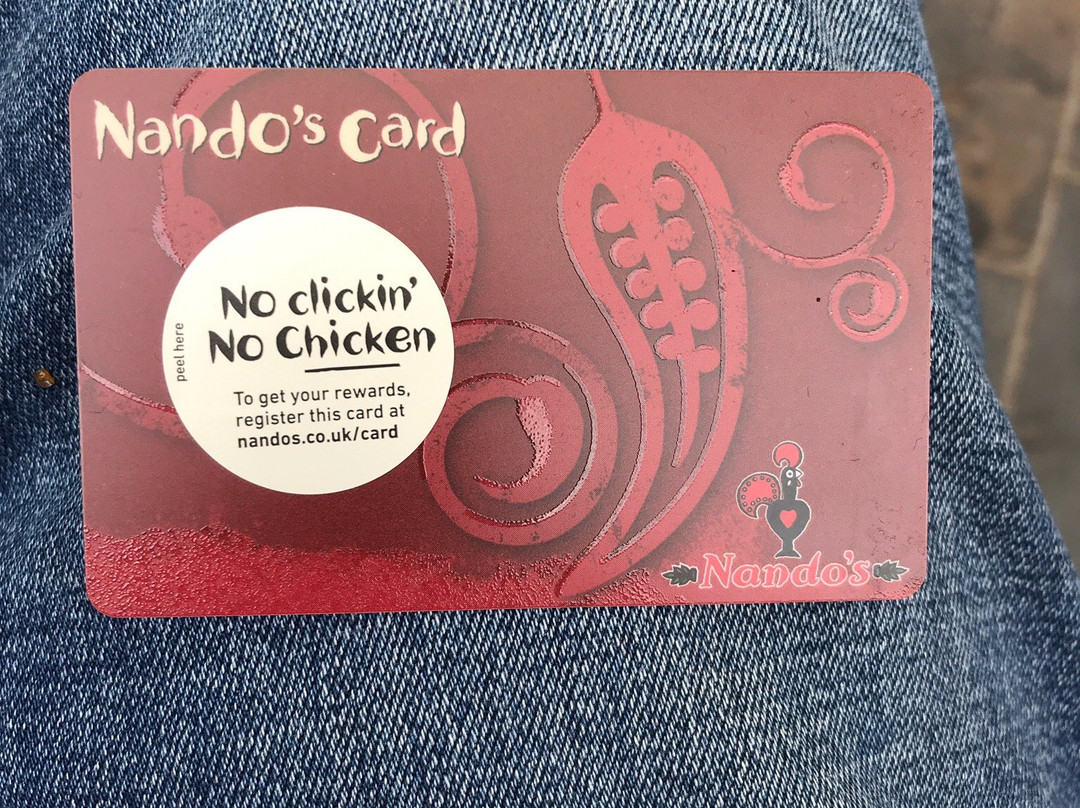 Nando's Card
No clickin'
No Chicken
peel here
To get your rewards,
register this card at
nandos.co.uk/card
Nando's